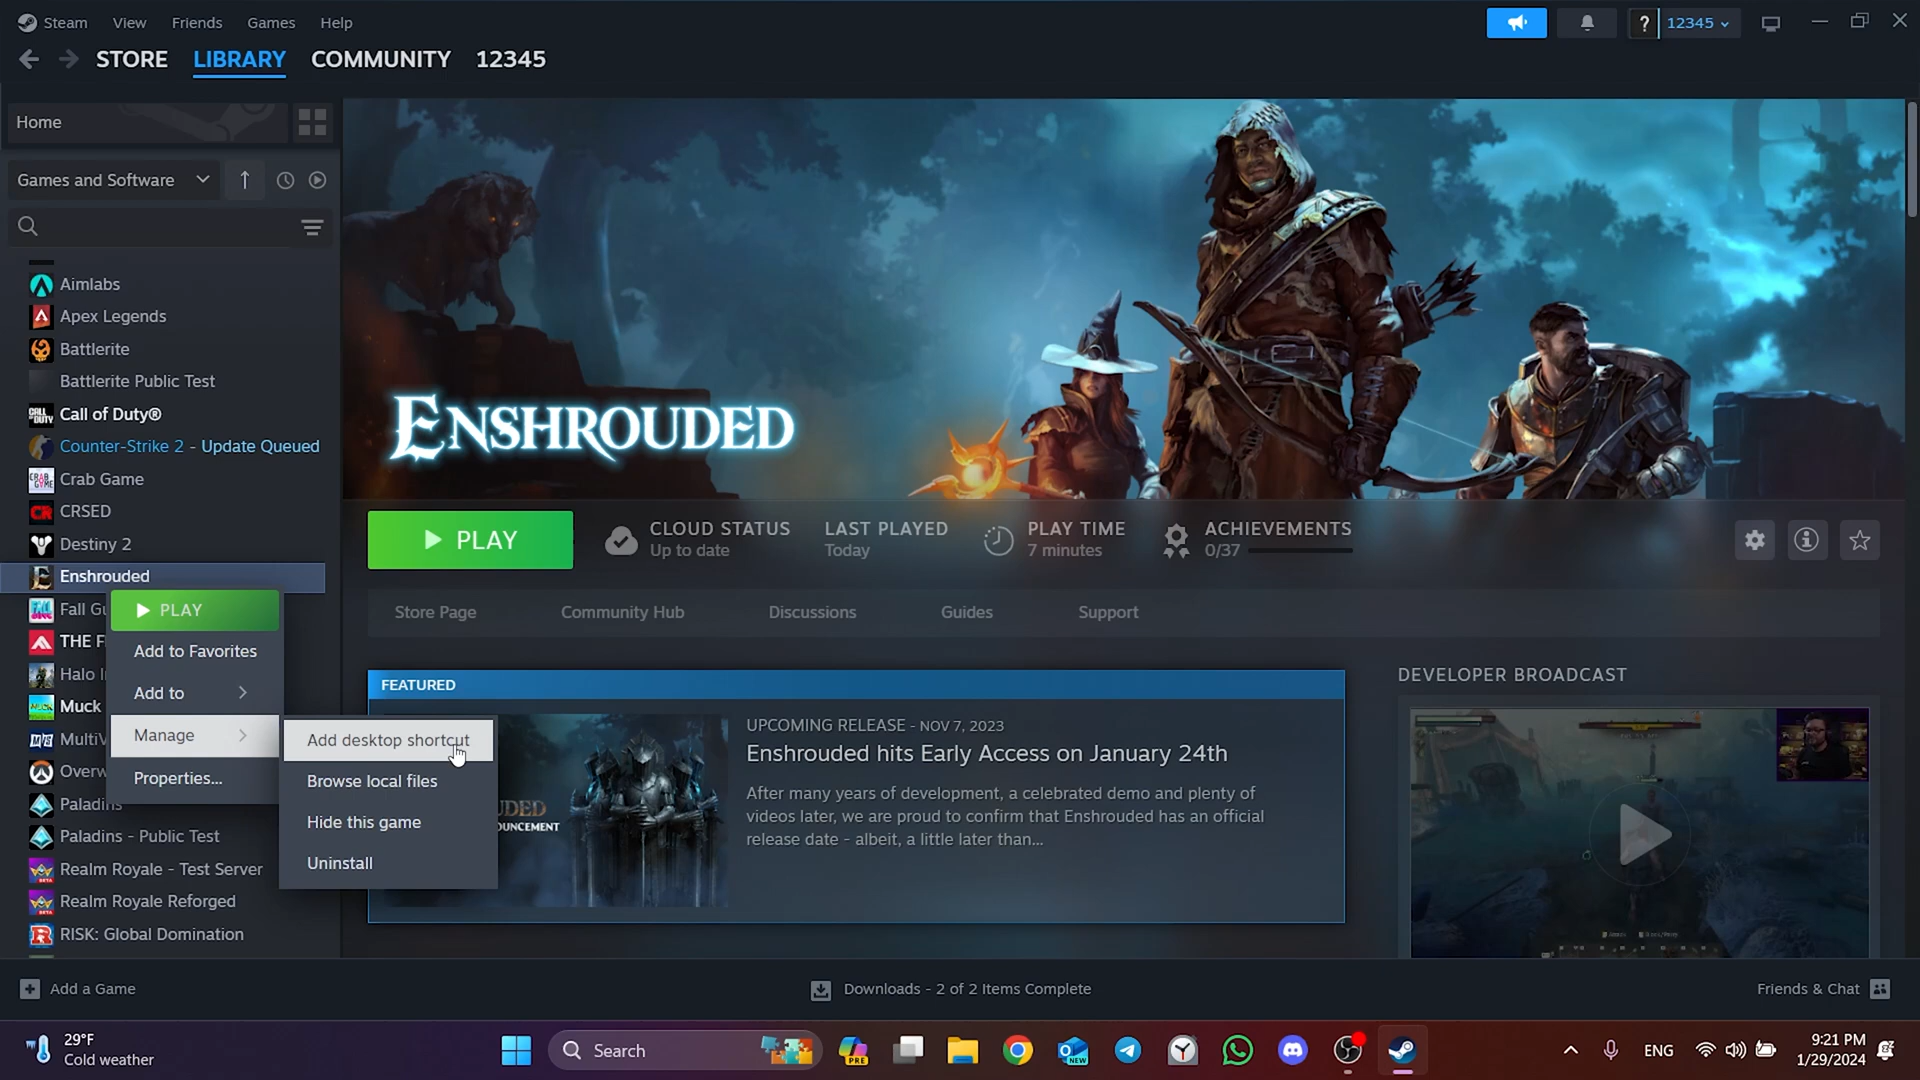 Steam View Friends Games Help
? 12345
STORE LIBRARY COMMUNITY 12345
Home
Games and Software
Aimlabs
Apex Legends
Battlerite
Battlerite Public Test
Call of Duty®
Counter-Strike 2 - Update Queued
Crab Game
CRSED
Destiny 2
Enshrouded
Fall Gu
THE F
Halo I
Muck
MultiV
Overw
Paladins
Paladins - Public Test
Realm Royale - Test Server
Realm Royale Reforged
RISK: Global Domination
PLAY
Add to Favorites
Add to
Manage
Properties...
Add desktop shortcut
Browse local files
Hide this game
Uninstall
ENSHROUDED
PLAY
CLOUD STATUS
Up to date
LAST PLAYED
Today
PLAY TIME
7 minutes
ACHIEVEMENTS
0/37
Store Page Community Hub Discussions Guides Support
FEATURED
UDED
OUNCEMENT
UPCOMING RELEASE - NOV 7, 2023
Enshrouded hits Early Access on January 24th
After many years of development, a celebrated demo and plenty of
videos later, we are proud to confirm that Enshrouded has an official
release date - albeit, a little later than...
DEVELOPER BROADCAST
Add a Game
Downloads - 2 of 2 Items Complete
Friends & Chat
29°F
Cold weather
Search
PRE
NEW
ENG
9:21 PM
1/29/2024